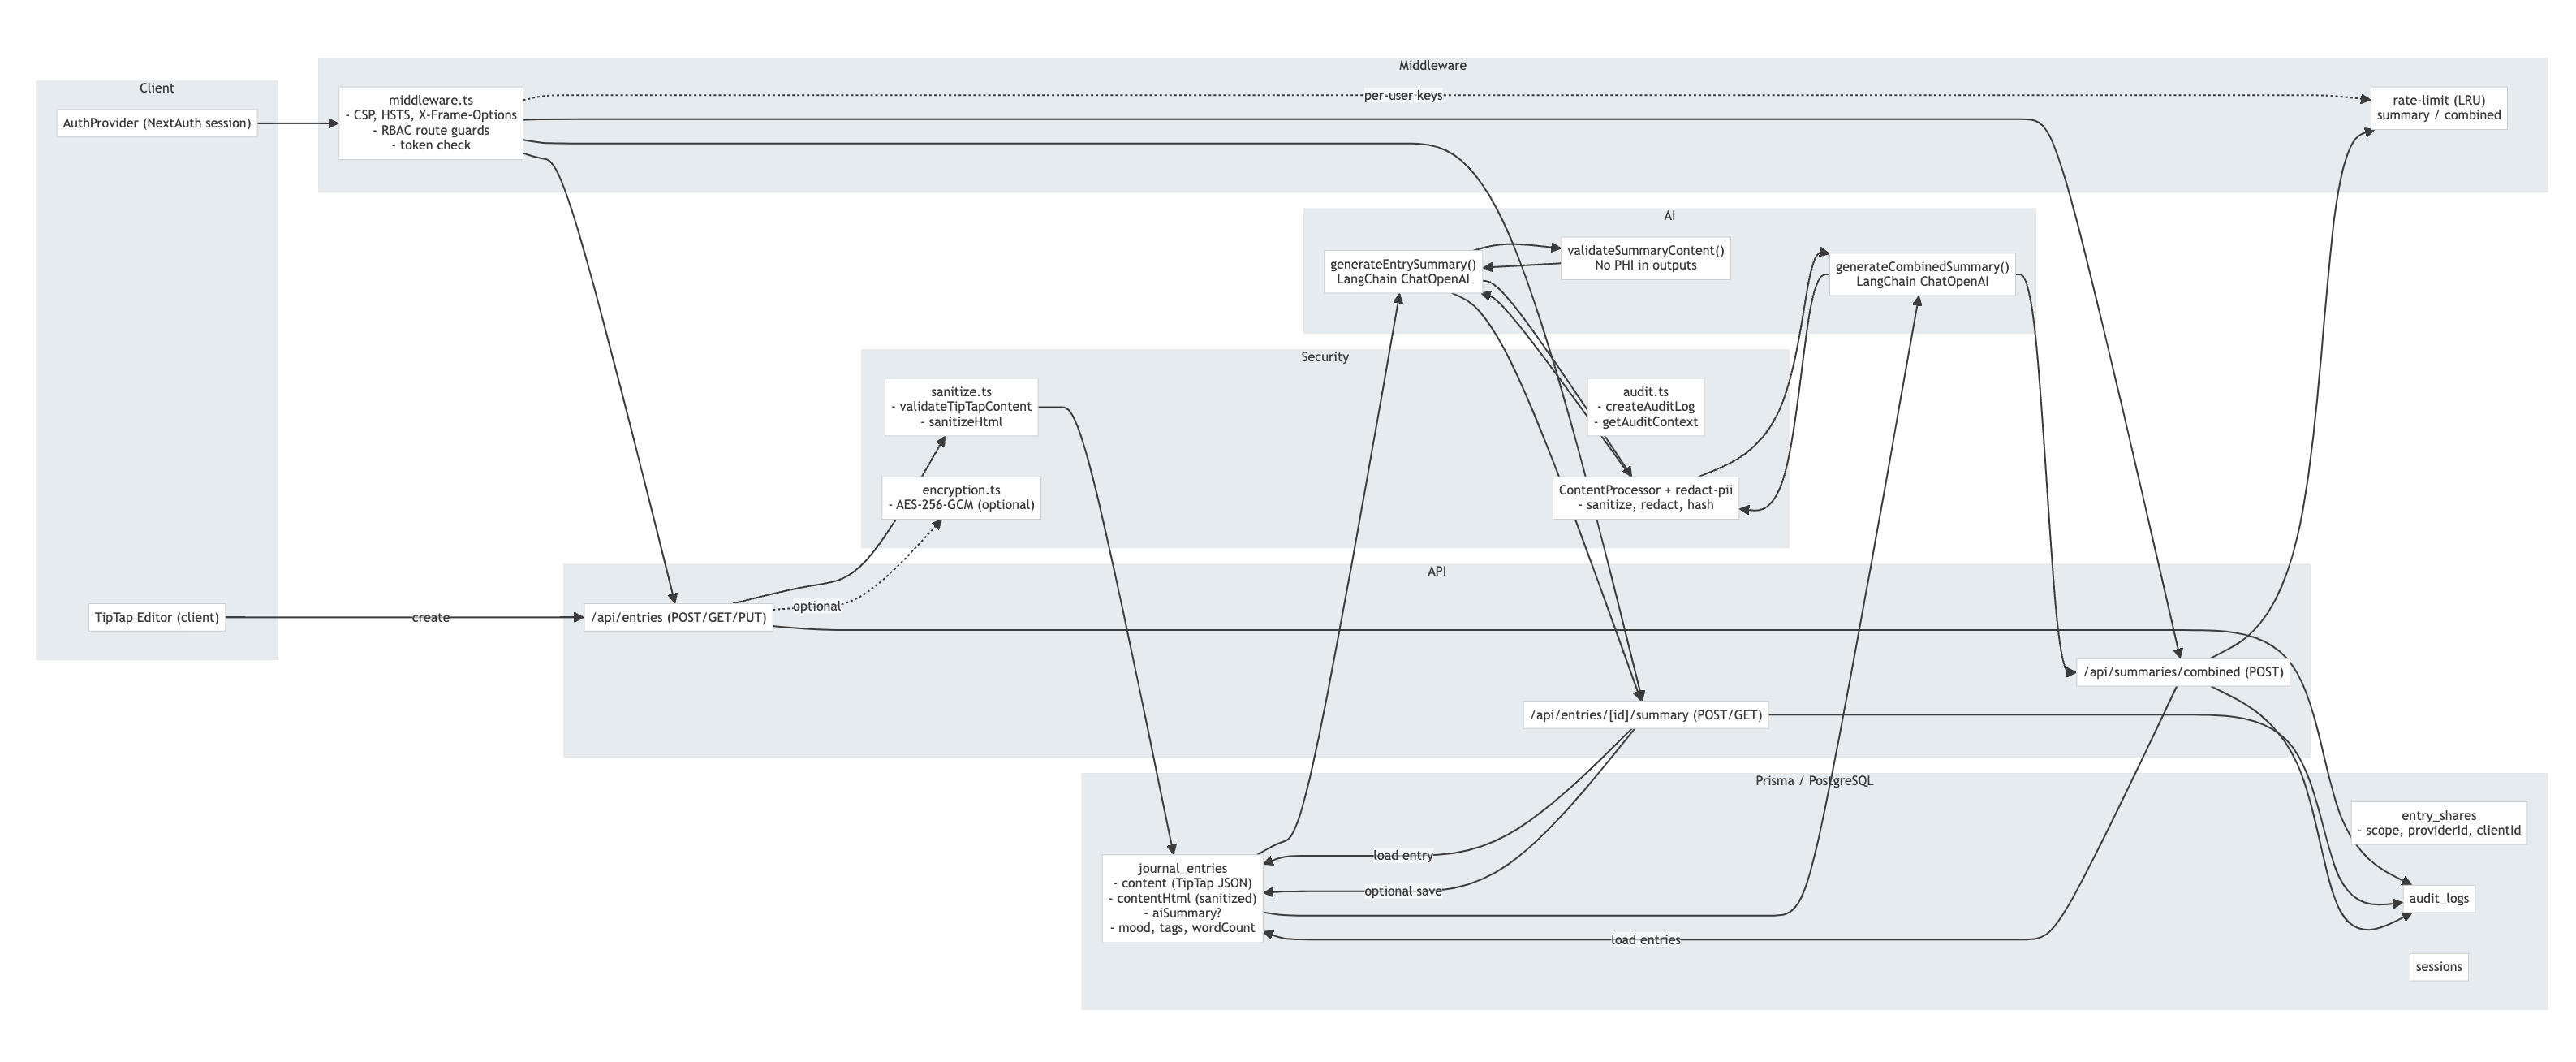 Middleware
Client
middleware.ts
- CSP, HSTS, X-Frame-Options
- RBAC route guards
- token check
per-user keys
rate-limit (LRU)
summary / combined
AuthProvider (NextAuth session)
AI
generateEntrySummary()
LangChain ChatOpenAI
validateSummaryContent()
No PHI in outputs
generateCombinedSummary()
LangChain ChatOpenAI
Security
sanitize.ts
- validateTipTapContent
- sanitizeHtml
audit.ts
- createAuditLog
- getAuditContext
encryption.ts
- AES-256-GCM (optional)
ContentProcessor + redact-pii
- sanitize, redact, hash
API
TipTap Editor (client)
create
/api/entries (POST/GET/PUT)
optional
/api/summaries/combined (POST)
/api/entries/[id]/summary (POST/GET)
Prisma / PostgreSQL
entry_shares
- scope, providerId, clientId
journal_entries
- content (TipTap JSON)
- contentHtml (sanitized)
- aiSummary?
- mood, tags, wordCount
load entry
optional save
load entries
audit_logs
sessions